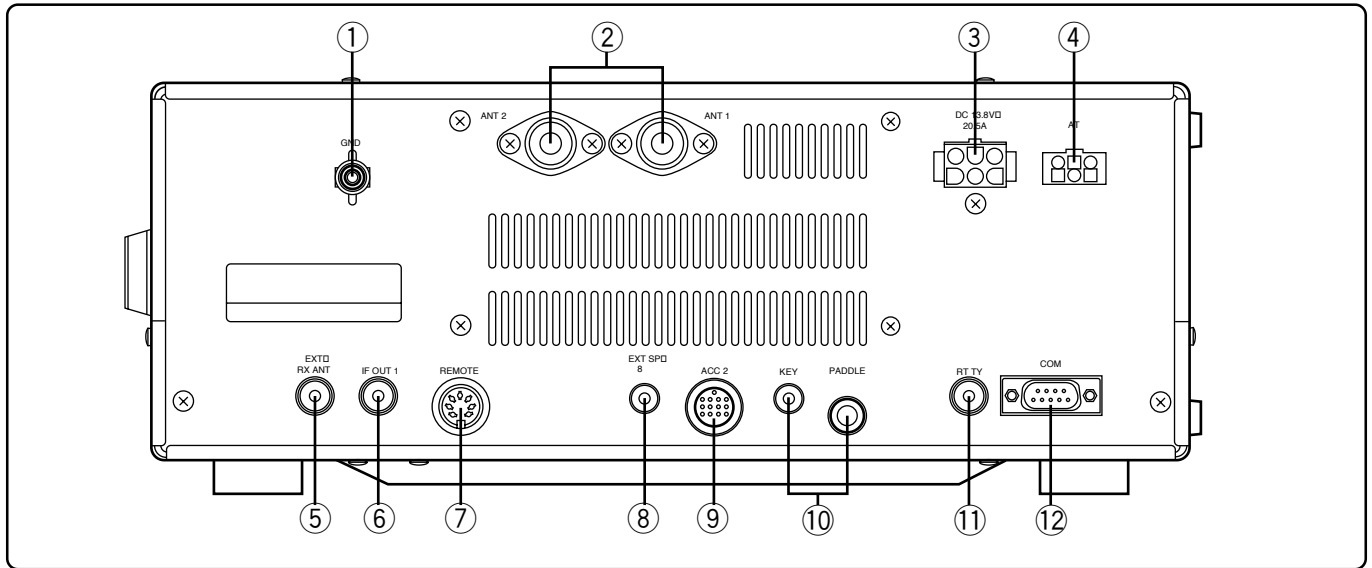 ① ② ③ ④
ANT 2
ANT 1
DC 13.8V
20.5A
AT
GND
EXT
RX ANT
IF OUT 1
REMOTE
EXT SP
8
ACC 2
KEY
PADDLE
RT TY
COM
⑤ ⑥ ⑦ ⑧ ⑨ ⑩ ⑪ ⑫